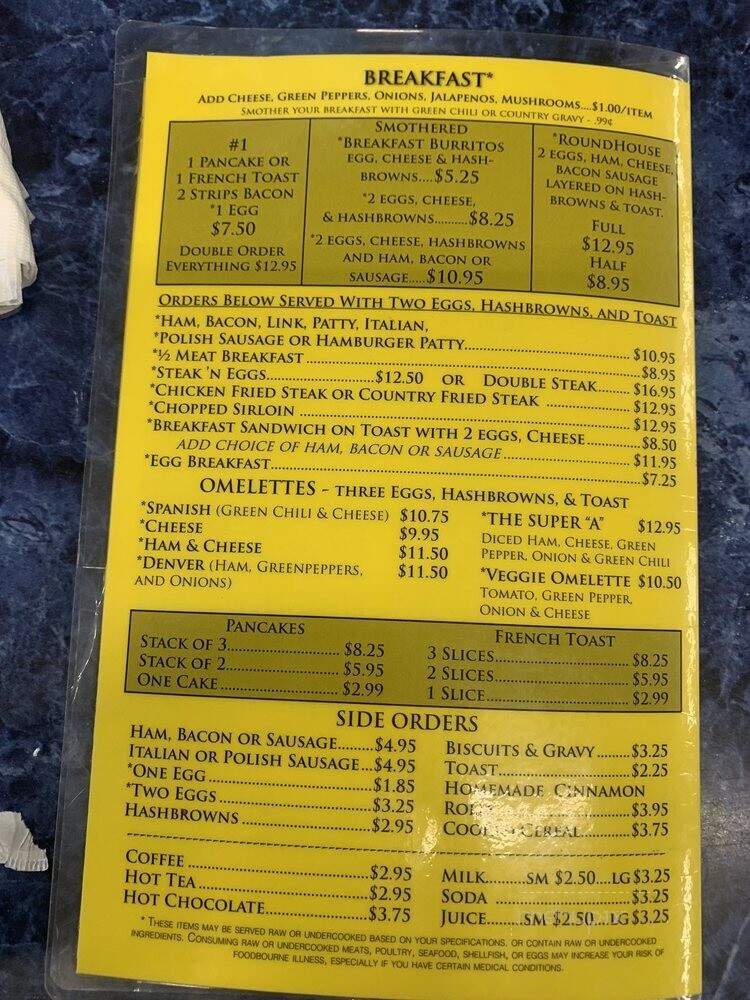 BREAKFAST*
ADD CHEESE, GREEN PEPPERS, ONIONS, JALAPENOS, MUSHROOMS....$1.00/ITEM
SMOTHER YOUR BREAKFAST WITH GREEN CHILI OR COUNTRY GRAVY - .99¢
#1
1 PANCAKE OR
1 FRENCH TOAST
2 STRIPS BACON
*1 EGG
$7.50
DOUBLE ORDER
EVERYTHING $12.95
SMOTHERED
*BREAKFAST BURRITOS
EGG, CHEESE & HASH-
BROWNS....$5.25
*2 EGGS, CHEESE,
& HASHBROWNS.........$8.25
*2 EGGS, CHEESE, HASHBROWNS
AND HAM, BACON OR
SAUSAGE.....$10.95
*ROUNDHOUSE
2 EGGS, HAM, CHEESE,
BACON SAUSAGE
LAYERED ON HASH-
BROWNS & TOAST.
FULL
$12.95
HALF
$8.95
ORDERS BELOW SERVED WITH TWO EGGS, HASHBROWNS, AND TOAST
*HAM, BACON, LINK, PATTY, ITALIAN,
*POLISH SAUSAGE OR HAMBURGER PATTY.......... $10.95
*½ MEAT BREAKFAST .......... $8.95
*STEAK 'N EGGS..........$12.50 OR DOUBLE STEAK....... $16.95
*CHICKEN FRIED STEAK OR COUNTRY FRIED STEAK .......... $12.95
*CHOPPED SIRLOIN .......... $12.95
*BREAKFAST SANDWICH ON TOAST WITH 2 EGGS, CHEESE.......... $8.50
ADD CHOICE OF HAM, BACON OR SAUSAGE.......... $11.95
*EGG BREAKFAST.......... $7.25
OMELETTES - THREE EGGS, HASHBROWNS, & TOAST
*SPANISH (GREEN CHILI & CHEESE) $10.75
*CHEESE $9.95
*HAM & CHEESE $11.50
*DENVER (HAM, GREENPEPPERS, $11.50
AND ONIONS)
*THE SUPER "A" $12.95
DICED HAM, CHEESE, GREEN
PEPPER, ONION & GREEN CHILI
*VEGGIE OMELETTE $10.50
TOMATO, GREEN PEPPER,
ONION & CHEESE
PANCAKES
STACK OF 3.......... $8.25
STACK OF 2.......... $5.95
ONE CAKE .......... $2.99
FRENCH TOAST
3 SLICES.......... $8.25
2 SLICES.......... $5.95
1 SLICE.......... $2.99
SIDE ORDERS
HAM, BACON OR SAUSAGE.........$4.95
ITALIAN OR POLISH SAUSAGE...$4.95
*ONE EGG ..........$1.85
*TWO EGGS ..........$3.25
HASHBROWNS ..........$2.95
BISCUITS & GRAVY.........$3.25
TOAST..........$2.25
HOMEMADE CINNAMON
..........$3.95
CEREAL..........$3.75
COFFEE ..........$2.95
HOT TEA ..........$2.95
HOT CHOCOLATE..........$3.75
MILK.........SM $2.50....LG $3.25
SODA ..........$3.25
JUICE.........SM $2.50....LG $3.25
* THESE ITEMS MAY BE SERVED RAW OR UNDERCOOKED BASED ON YOUR SPECIFICATIONS, OR CONTAIN RAW OR UNDERCOOKED
INGREDIENTS. CONSUMING RAW OR UNDERCOOKED MEATS, POULTRY, SEAFOOD, SHELLFISH, OR EGGS MAY INCREASE YOUR RISK OF
FOODBOURNE ILLNESS, ESPECIALLY IF YOU HAVE CERTAIN MEDICAL CONDITIONS.